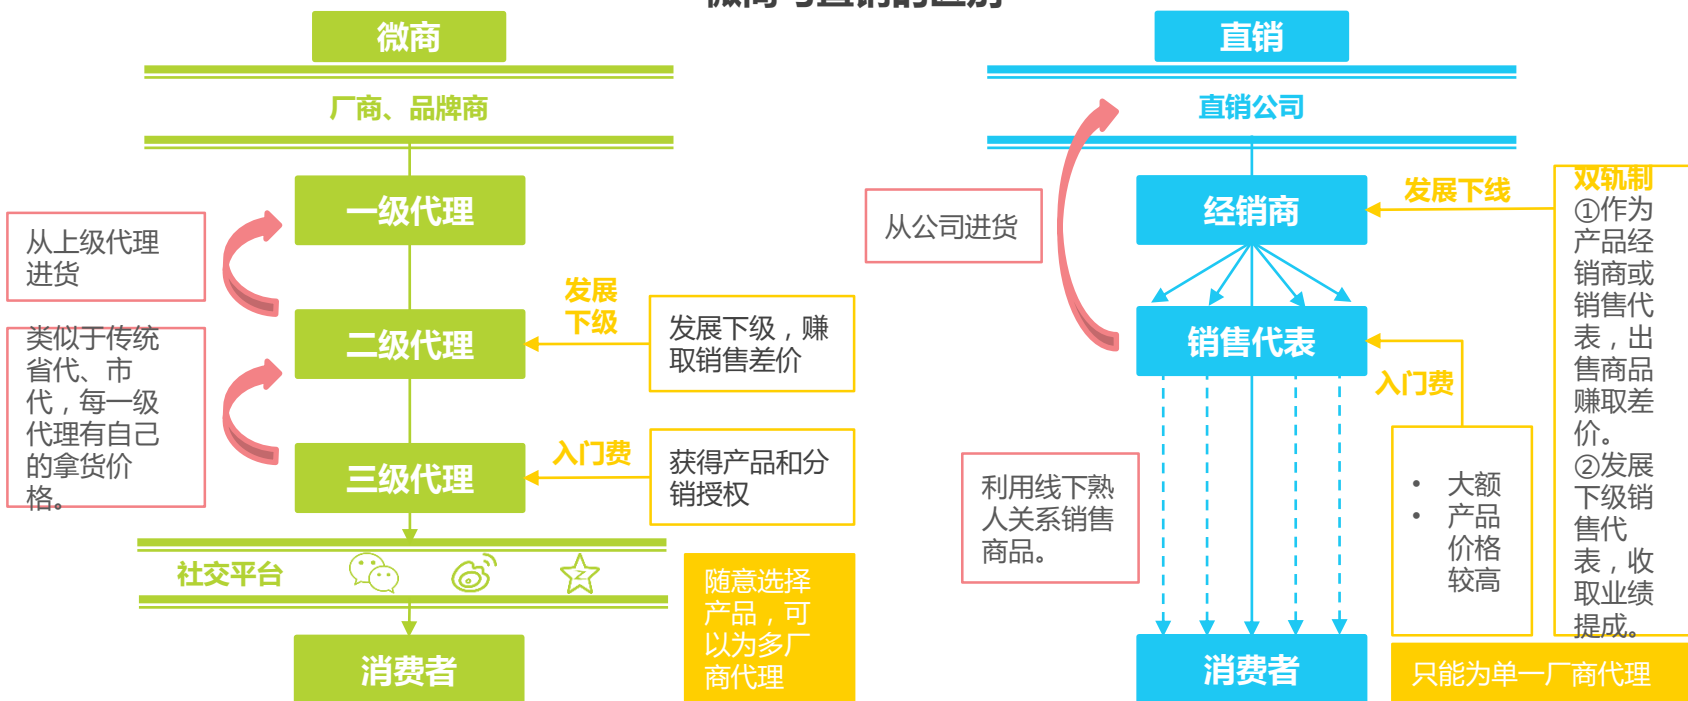 微商与直销的区别
微商
厂商、品牌商
一级代理
从上级代理
进货
发展
下级
二级代理
发展下级，赚
取销售差价
类似于传统
省代、市
代，每一级
代理有自己
的拿货价
格。
入门费
三级代理
获得产品和分
销授权
社交平台
随意选择
产品，可
以为多厂
商代理
消费者
直销
直销公司
从公司进货
经销商
发展下线
双轨制
①作为
产品经
销商或
销售代
表，出
售商品
赚取差
价。
②发展
下级销
售代
表，收
取业绩
提成。
销售代表
入门费
• 大额
• 产品
价格
较高
利用线下熟
人关系销售
商品。
消费者
只能为单一厂商代理